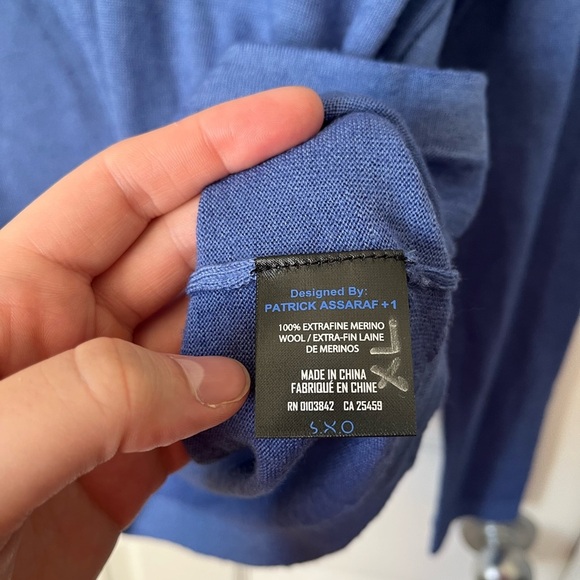 Designed By:
PATRICK ASSARAF +1
100% EXTRAFINE MERINO
WOOL / EXTRA-FIN LAINE
DE MERINOS
MADE IN CHINA
FABRIQUÉ EN CHINE
RN 0103842 CA 25459
S.X.O